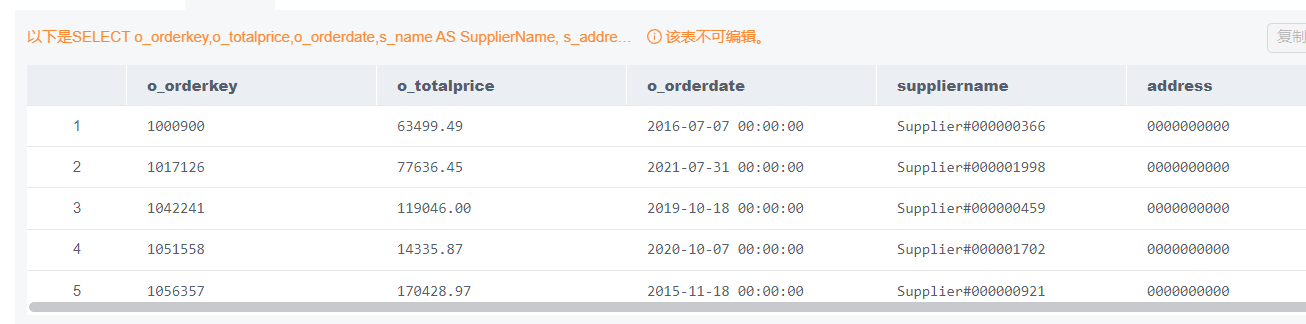 以下是SELECT o_orderkey,o_totalprice,o_orderdate,s_name AS SupplierName, s_addre... 该表不可编辑。 复制
o_orderkey o_totalprice o_orderdate suppliername address
1 1000900 63499.49 2016-07-07 00:00:00 Supplier#000000366 0000000000
2 1017126 77636.45 2021-07-31 00:00:00 Supplier#000001998 0000000000
3 1042241 119046.00 2019-10-18 00:00:00 Supplier#000000459 0000000000
4 1051558 14335.87 2020-10-07 00:00:00 Supplier#000001702 0000000000
5 1056357 170428.97 2015-11-18 00:00:00 Supplier#000000921 0000000000